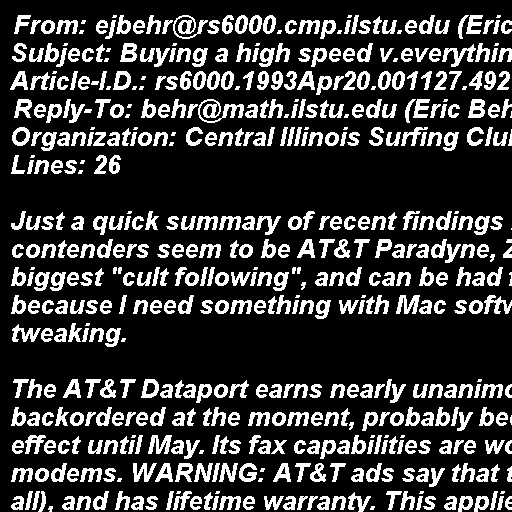 From: ejbehr@rs6000.cmp.ilstu.edu (Eric
Subject: Buying a high speed v.everythin
Article-I.D.: rs6000.1993Apr20.001127.492
Reply-To: behr@math.ilstu.edu (Eric Beh
Organization: Central Illinois Surfing Clu
Lines: 26

Just a quick summary of recent findings
contenders seem to be AT&T Paradyne, Z
biggest "cult following", and can be had
because I need something with Mac softw
tweaking.

The AT&T Dataport earns nearly unanimo
backordered at the moment, probably bec
effect until May. Its fax capabilities are wo
modems. WARNING: AT&T ads say that t
all), and has lifetime warranty. This applie